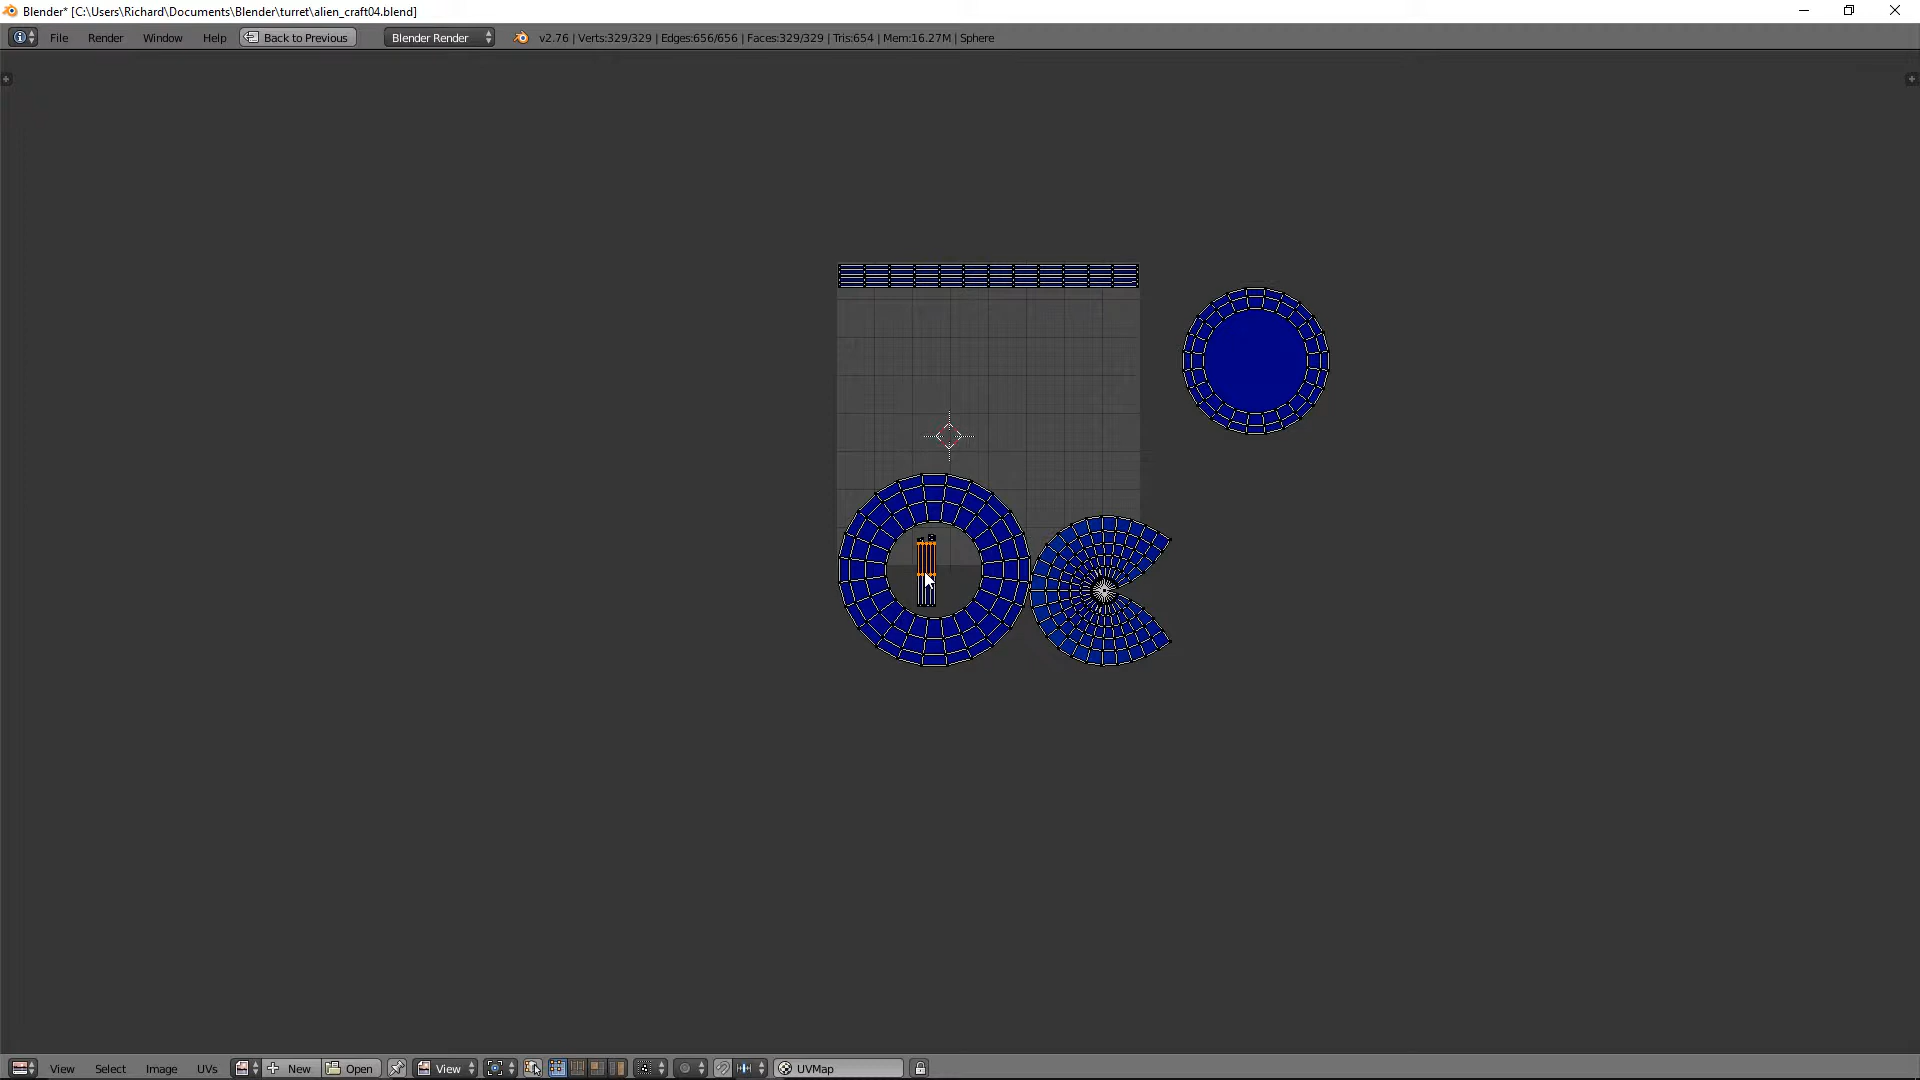 Blender* [C:\Users\Richard\Documents\Blender\turret\alien_craft04.blend]
File Render Window Help Back to Previous Blender Render v2.76 | Verts:329/329 | Edges:656/656 | Faces:329/329 | Tris:654 | Mem:16.27M | Sphere
View Select Image UVs New Open View UVMap